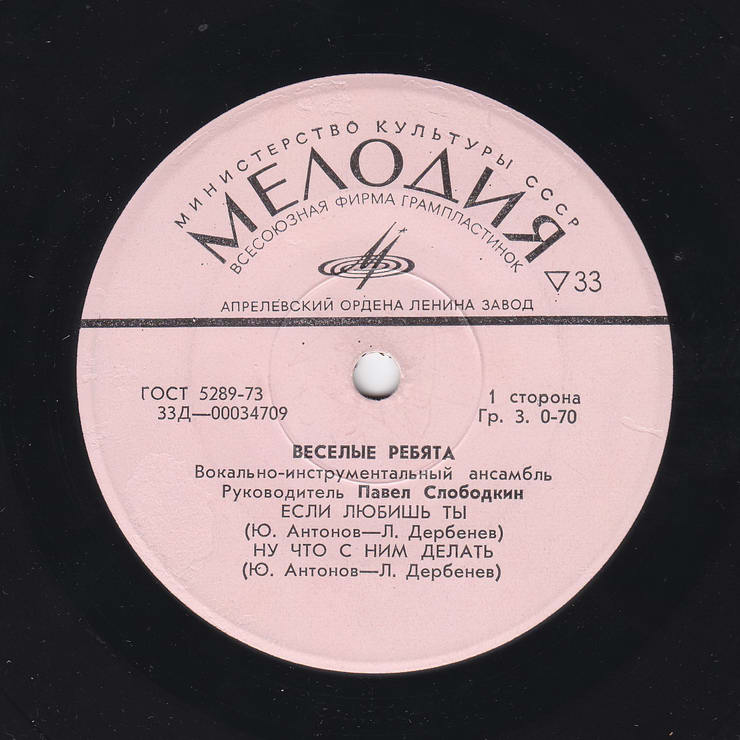 МИНИСТЕРСТВО КУЛЬТУРЫ СССР
МЕЛОДИЯ
ВСЕСОЮЗНАЯ ФИРМА ГРАМПЛАСТИНОК
▽33
АПРЕЛЕВСКИЙ ОРДЕНА ЛЕНИНА ЗАВОД
ГОСТ 5289-73
33Д—00034709
1 сторона
Гр. 3. 0-70
ВЕСЕЛЫЕ РЕБЯТА
Вокально-инструментальный ансамбль
Руководитель Павел Слободкин
ЕСЛИ ЛЮБИШЬ ТЫ
(Ю. Антонов—Л. Дербенев)
НУ ЧТО С НИМ ДЕЛАТЬ
(Ю. Антонов—Л. Дербенев)